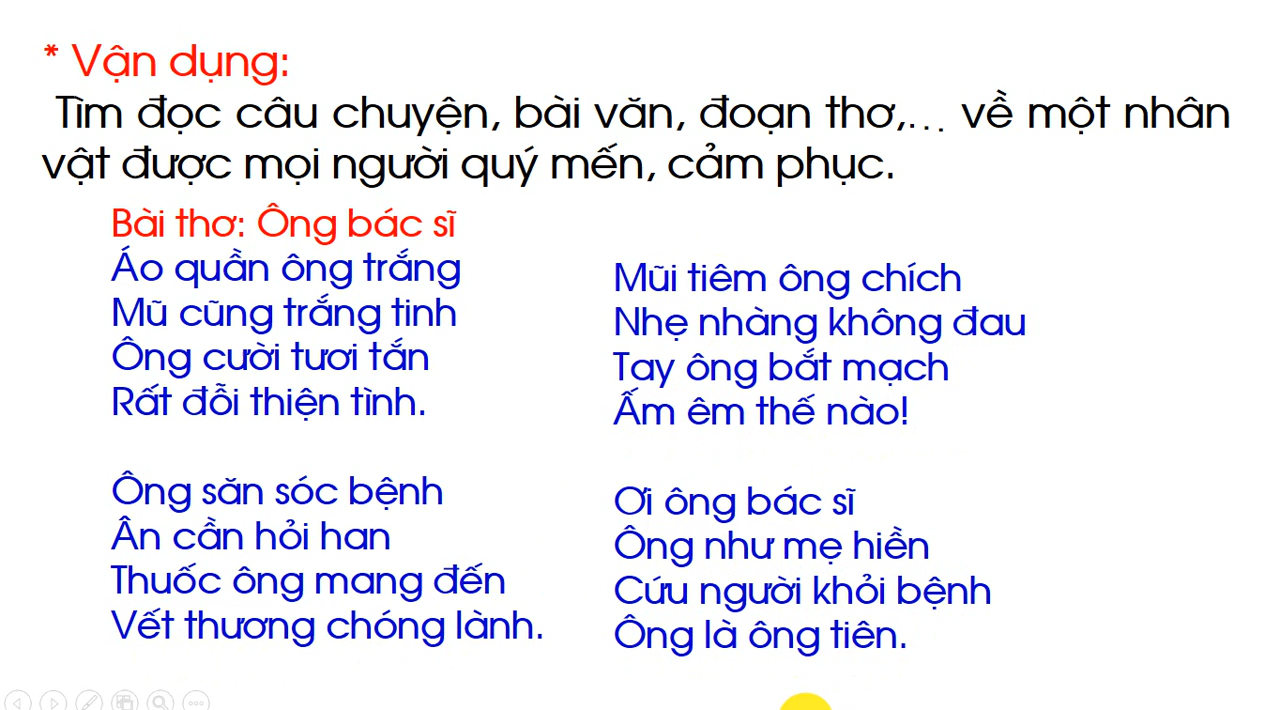 * Vận dụng:
Tìm đọc câu chuyện, bài văn, đoạn thơ,... về một nhân
vật được mọi người quý mến, cảm phục.
Bài thơ: Ông bác sĩ
Áo quần ông trắng
Mũ cũng trắng tinh
Ông cười tươi tắn
Rất đỗi thiện tình.
Ông săn sóc bệnh
Ân cần hỏi han
Thuốc ông mang đến
Vết thương chóng lành.
Mũi tiêm ông chích
Nhẹ nhàng không đau
Tay ông bắt mạch
Ấm êm thế nào!
Ơi ông bác sĩ
Ông như mẹ hiền
Cứu người khỏi bệnh
Ông là ông tiên.